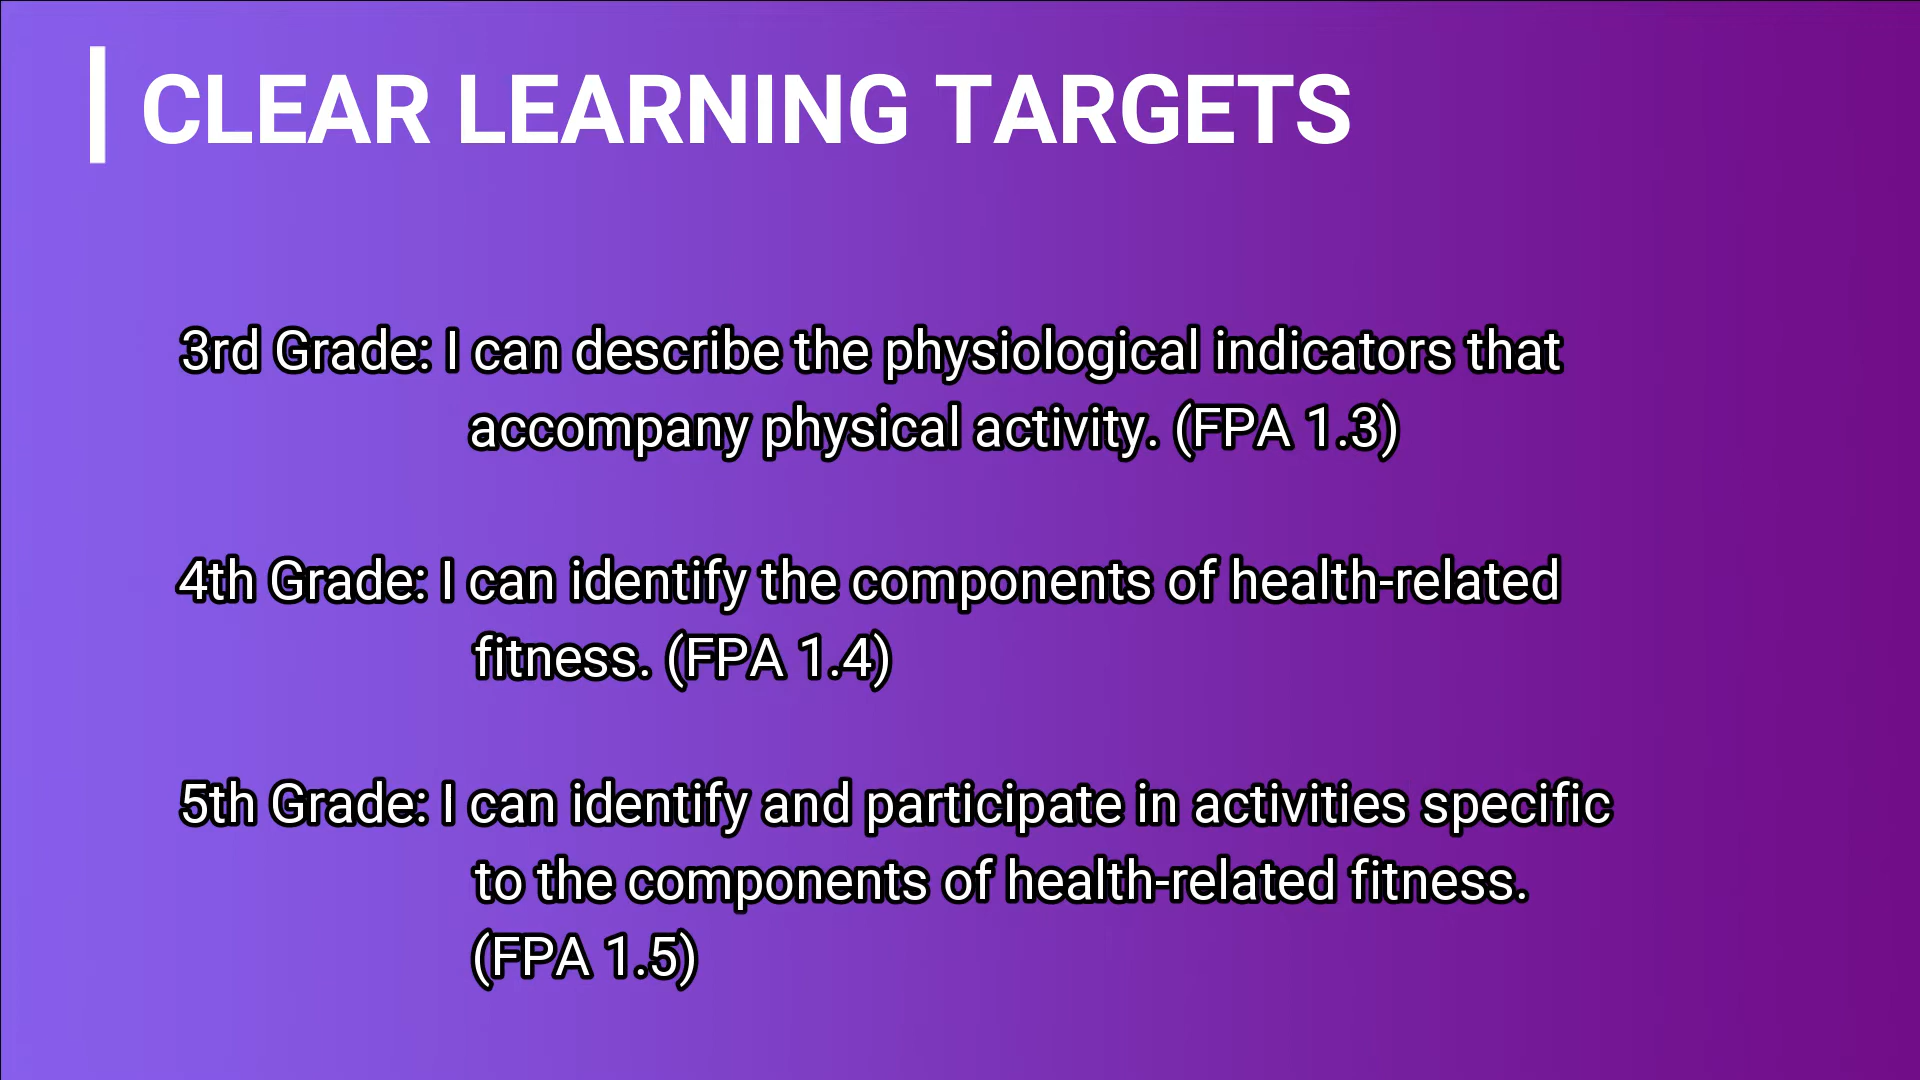 CLEAR LEARNING TARGETS
3rd Grade: I can describe the physiological indicators that
accompany physical activity. (FPA 1.3)
4th Grade: I can identify the components of health-related
fitness. (FPA 1.4)
5th Grade: I can identify and participate in activities specific
to the components of health-related fitness.
(FPA 1.5)